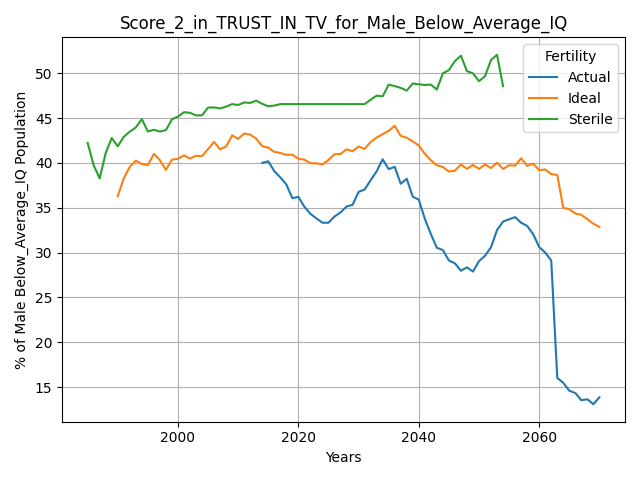 Score_2_in_TRUST_IN_TV_for_Male_Below_Average_IQ
% of Male Below_Average_IQ Population
50
45
40
35
30
25
20
15
Fertility
Actual
Ideal
Sterile
2000
2020
2040
2060
Years